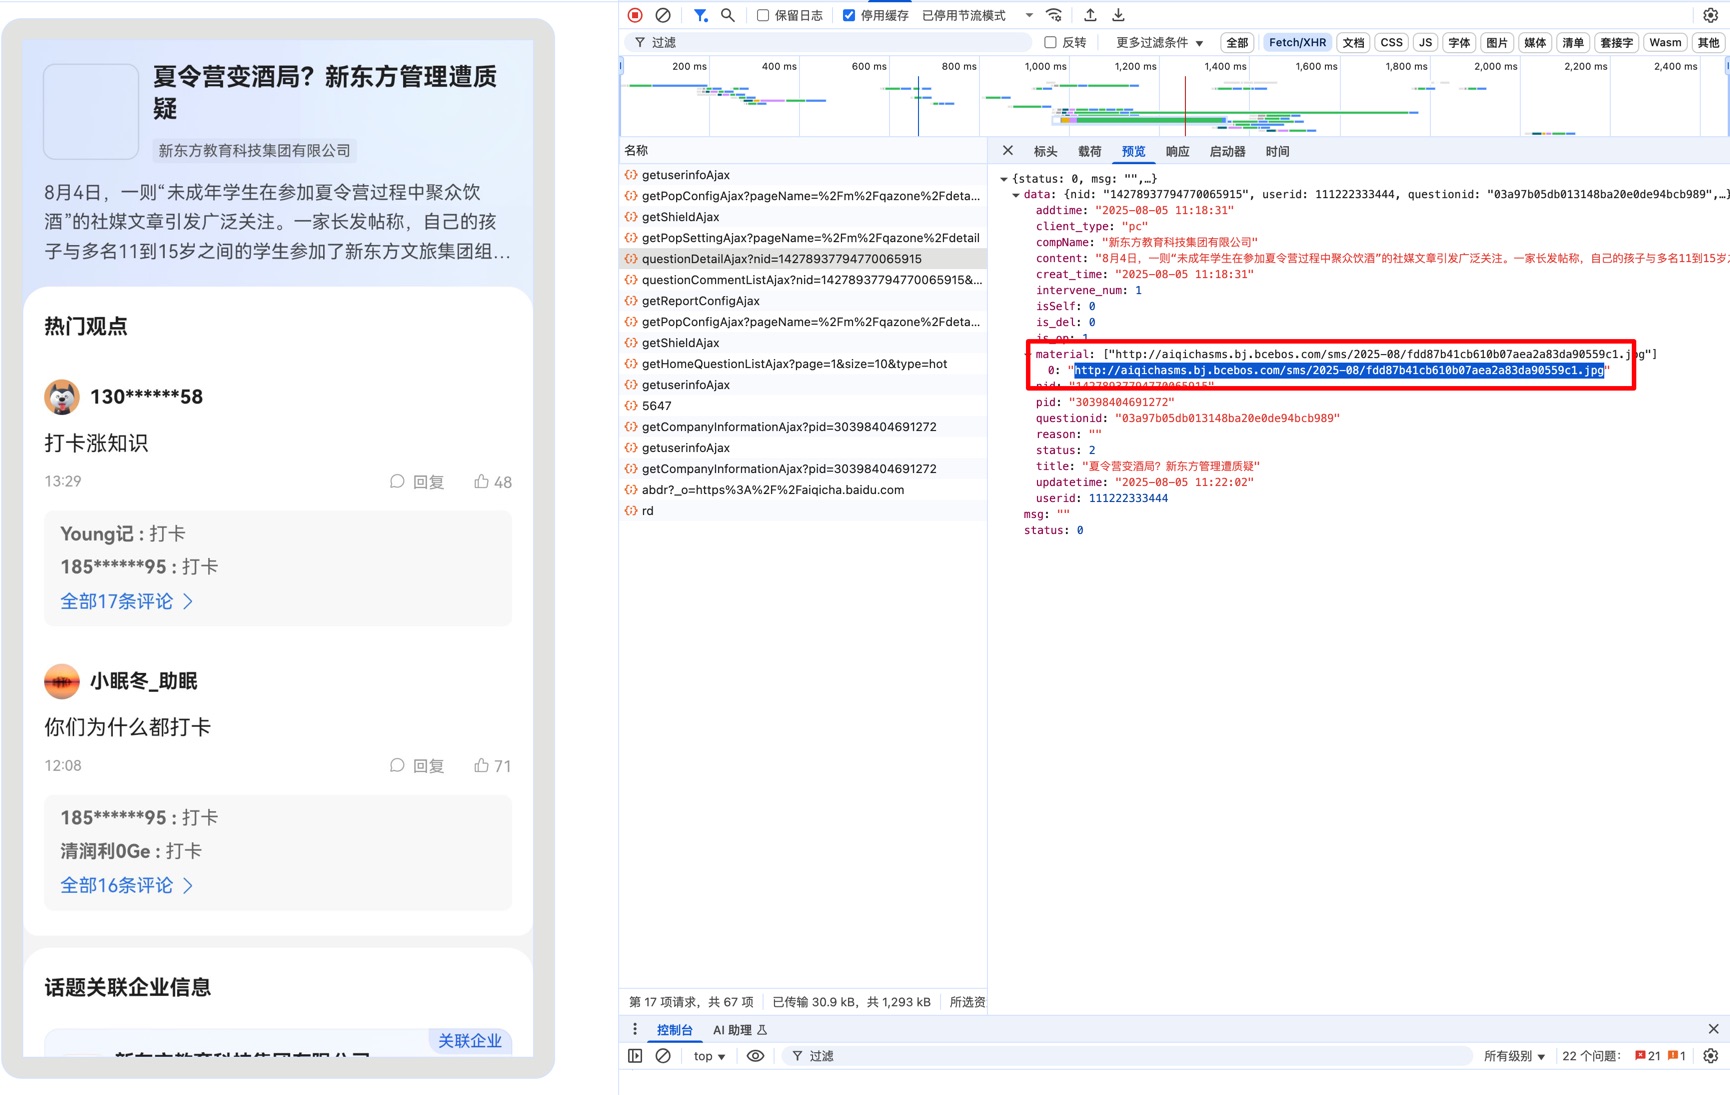 夏令营变酒局？新东方管理遭质
疑
新东方教育科技集团有限公司
8月4日，一则“未成年学生在参加夏令营过程中聚众饮
酒”的社媒文章引发广泛关注。一家长发帖称，自己的孩
子与多名11到15岁之间的学生参加了新东方文旅集团组...
热门观点
130******58
打卡涨知识
13:29 回复 48
Young记 : 打卡
185******95 : 打卡
全部17条评论 >
小眠冬_助眠
你们为什么都打卡
12:08 回复 71
185******95 : 打卡
清润利0Ge : 打卡
全部16条评论 >
话题关联企业信息
关联企业
新东方教育科技集团有限公司
保留日志 停用缓存 已停用节流模式
过滤 反转 更多过滤条件 全部 Fetch/XHR 文档 CSS JS 字体 图片 媒体 清单 套接字 Wasm 其他
200 ms 400 ms 600 ms 800 ms 1,000 ms 1,200 ms 1,400 ms 1,600 ms 1,800 ms 2,000 ms 2,200 ms 2,400 ms
名称
getuserinfoAjax
getPopConfigAjax?pageName=%2Fm%2Fqazone%2Fdeta...
getShieldAjax
getPopSettingAjax?pageName=%2Fm%2Fqazone%2Fdetail
questionDetailAjax?nid=14278937794770065915
questionCommentListAjax?nid=14278937794770065915&...
getReportConfigAjax
getPopConfigAjax?pageName=%2Fm%2Fqazone%2Fdeta...
getShieldAjax
getHomeQuestionListAjax?page=1&size=10&type=hot
getuserinfoAjax
5647
getCompanyInformationAjax?pid=30398404691272
getuserinfoAjax
getCompanyInformationAjax?pid=30398404691272
abdr?_o=https%3A%2F%2Faiqicha.baidu.com
rd
第 17 项请求，共 67 项 已传输 30.9 kB，共 1,293 kB 所选资
标头 载荷 预览 响应 启动器 时间
{status: 0, msg: "",…}
data: {nid: "14278937794770065915", userid: 111222333444, questionid: "03a97b05db013148ba20e0de94bcb989",…}
addtime: "2025-08-05 11:18:31"
client_type: "pc"
compName: "新东方教育科技集团有限公司"
content: "8月4日，一则“未成年学生在参加夏令营过程中聚众饮酒”的社媒文章引发广泛关注。一家长发帖称，自己的孩子与多名11到15岁
creat_time: "2025-08-05 11:18:31"
intervene_num: 1
isSelf: 0
is_del: 0
is_op: 1
material: ["http://aiqichasms.bj.bcebos.com/sms/2025-08/fdd87b41cb610b07aea2a83da90559c1.jpg"]
0: "http://aiqichasms.bj.bcebos.com/sms/2025-08/fdd87b41cb610b07aea2a83da90559c1.jpg"
nid: "14278937794770065915"
pid: "30398404691272"
questionid: "03a97b05db013148ba20e0de94bcb989"
reason: ""
status: 2
title: "夏令营变酒局？新东方管理遭质疑"
updatetime: "2025-08-05 11:22:02"
userid: 111222333444
msg: ""
status: 0
控制台 AI 助理
top 过滤 所有级别 22 个问题: 21 1